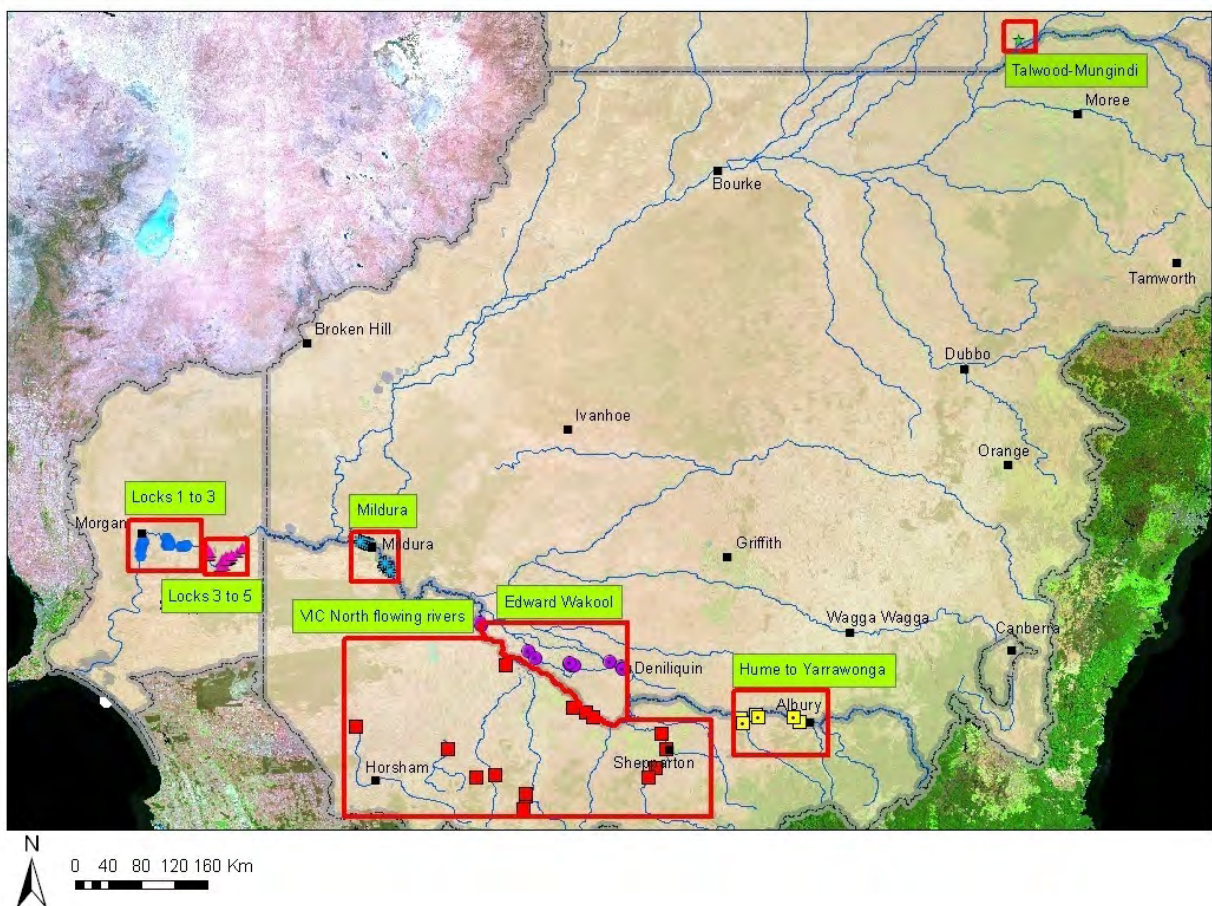 Talwood-Mungindi
Moree
Bourke
Tamworth
Broken Hill
Dubbo
Ivanhoe
Orange
Locks 1 to 3
Mildura
Morgan
Mildura
Griffith
Locks 3 to 5
VIC North flowing rivers
Edward Wakool
Wagga Wagga
Canberra
Deniliquin
Hume to Yarrawonga
Albury
Horsham
Shepparton
N
0 40 80 120 160 Km